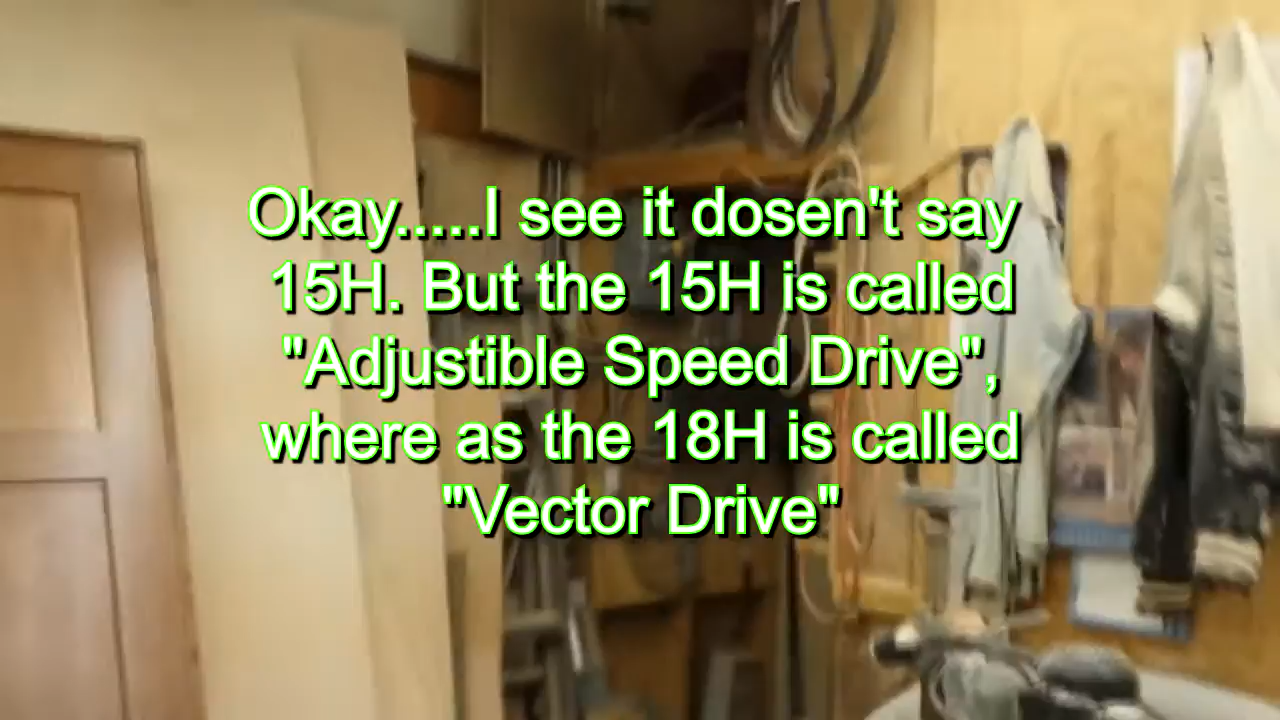 Okay.....I see it dosen't say
15H. But the 15H is called
"Adjustible Speed Drive",
where as the 18H is called
"Vector Drive"